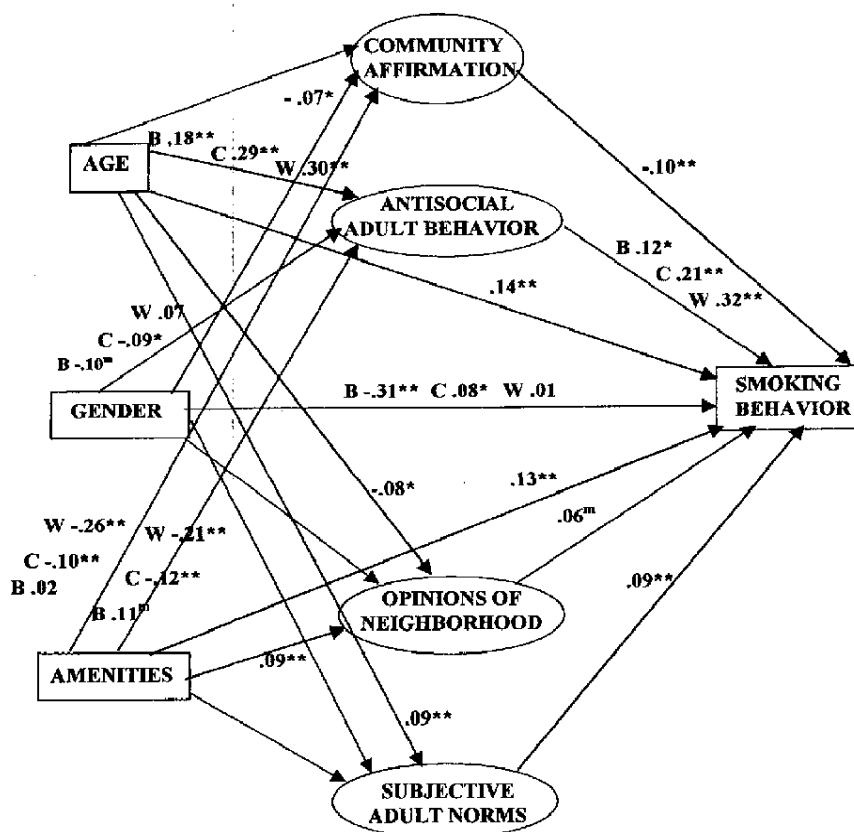 COMMUNITY
AFFIRMATION
- .07*
B .18**
C .29**
W .30**
AGE
-.10**
ANTISOCIAL
ADULT BEHAVIOR
B .12*
C .21**
W .32**
.14**
W .07
C -.09*
B -.10ᵐ
GENDER
B -.31** C .08* W .01
SMOKING
BEHAVIOR
.13**
-.08*
.06ᵐ
W -.26**
W -.21**
C -.10**
C -.12**
B .02
B .11ᵐ
.09**
OPINIONS OF
NEIGHBORHOOD
AMENITIES
.09**
.09**
SUBJECTIVE
ADULT NORMS